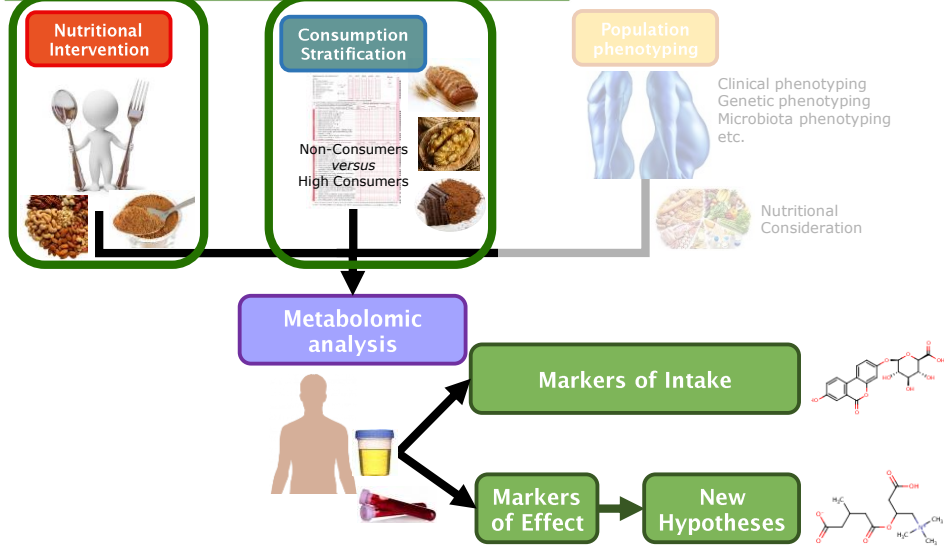 Nutritional
Intervention
Consumption
Stratification
Population
phenotyping
Clinical phenotyping
Genetic phenotyping
Microbiota phenotyping
etc.
Non-Consumers
versus
High Consumers
Nutritional
Consideration
Metabolomic
analysis
Markers of Intake
Markers
of Effect
New
Hypotheses